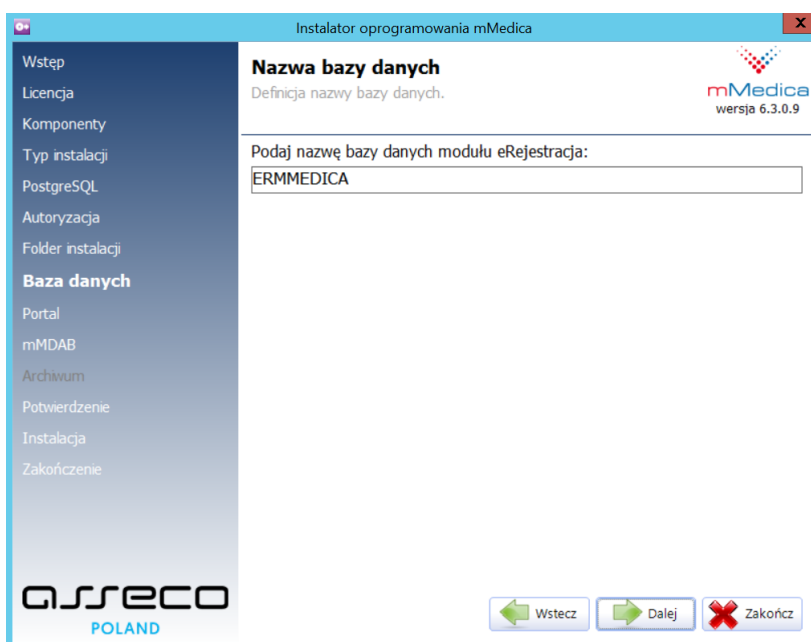 Instalator oprogramowania mMedica
x
Wstęp
Licencja
Komponenty
Typ instalacji
PostgreSQL
Autoryzacja
Folder instalacji
Baza danych
Portal
mMDAB
Archiwum
Potwierdzenie
Instalacja
Zakończenie
asseco
POLAND
Nazwa bazy danych
Definicja nazwy bazy danych.
mMedica
wersja 6.3.0.9
Podaj nazwę bazy danych modułu eRejestracja:
ERMMEDICA
Wstecz
Dalej
Zakończ